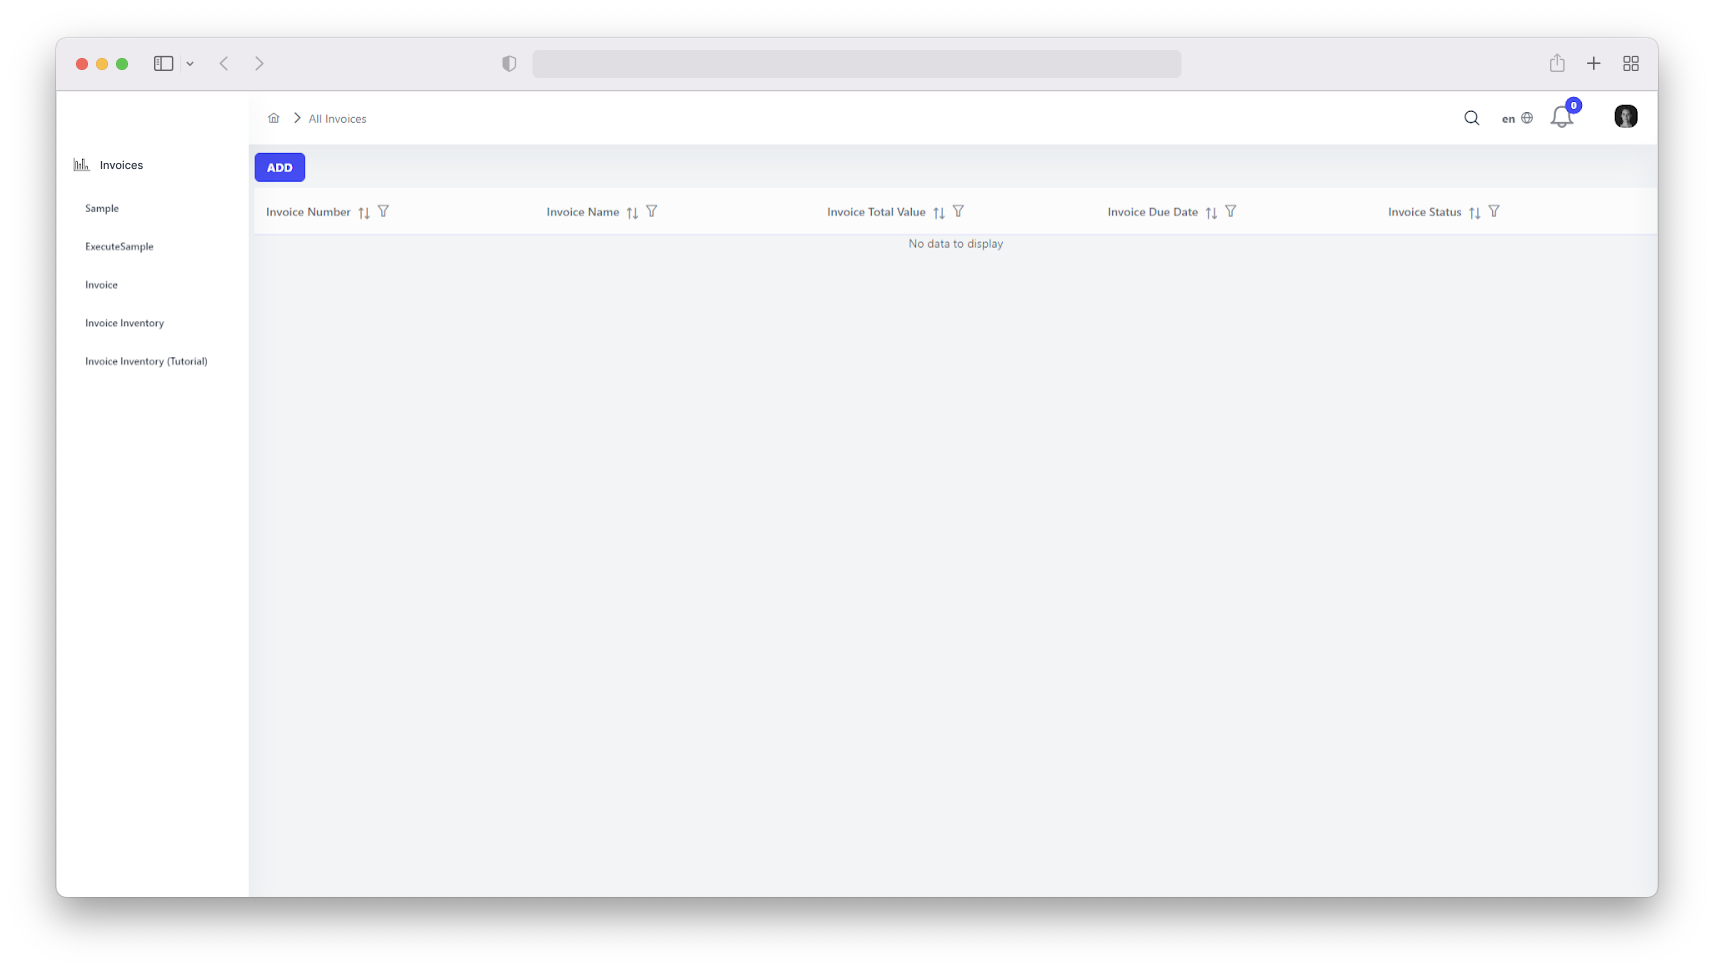 All Invoices
en
0
Invoices
ADD
Sample
Invoice Number
Invoice Name
Invoice Total Value
Invoice Due Date
Invoice Status
ExecuteSample
No data to display
Invoice
Invoice Inventory
Invoice Inventory (Tutorial)